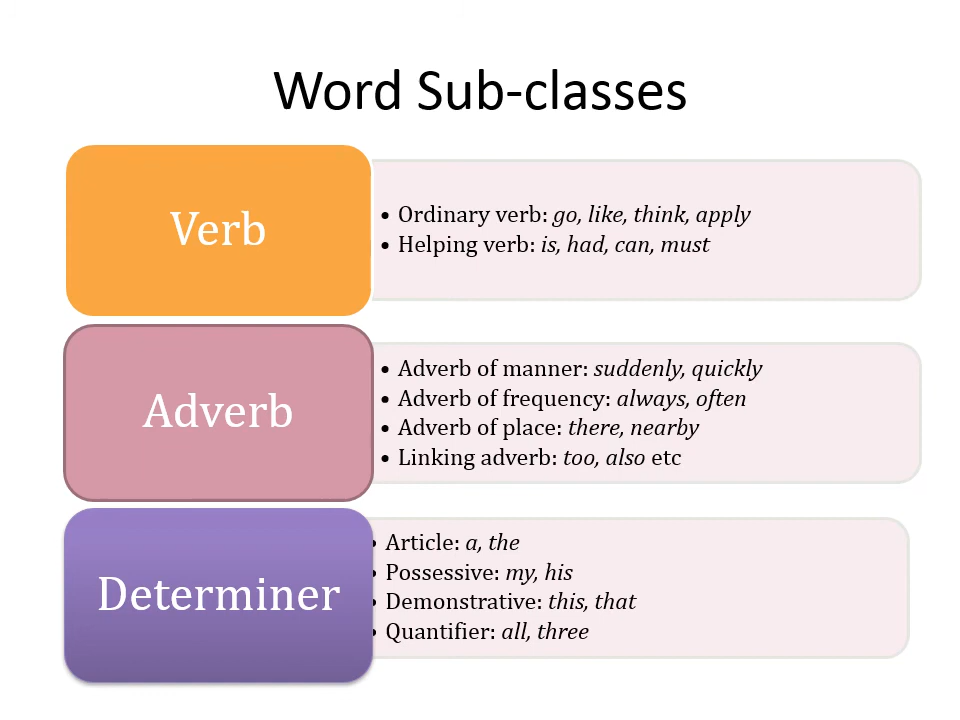 Word Sub-classes
Verb
• Ordinary verb: go, like, think, apply
• Helping verb: is, had, can, must
Adverb
• Adverb of manner: suddenly, quickly
• Adverb of frequency: always, often
• Adverb of place: there, nearby
• Linking adverb: too, also etc
Determiner
• Article: a, the
• Possessive: my, his
• Demonstrative: this, that
• Quantifier: all, three